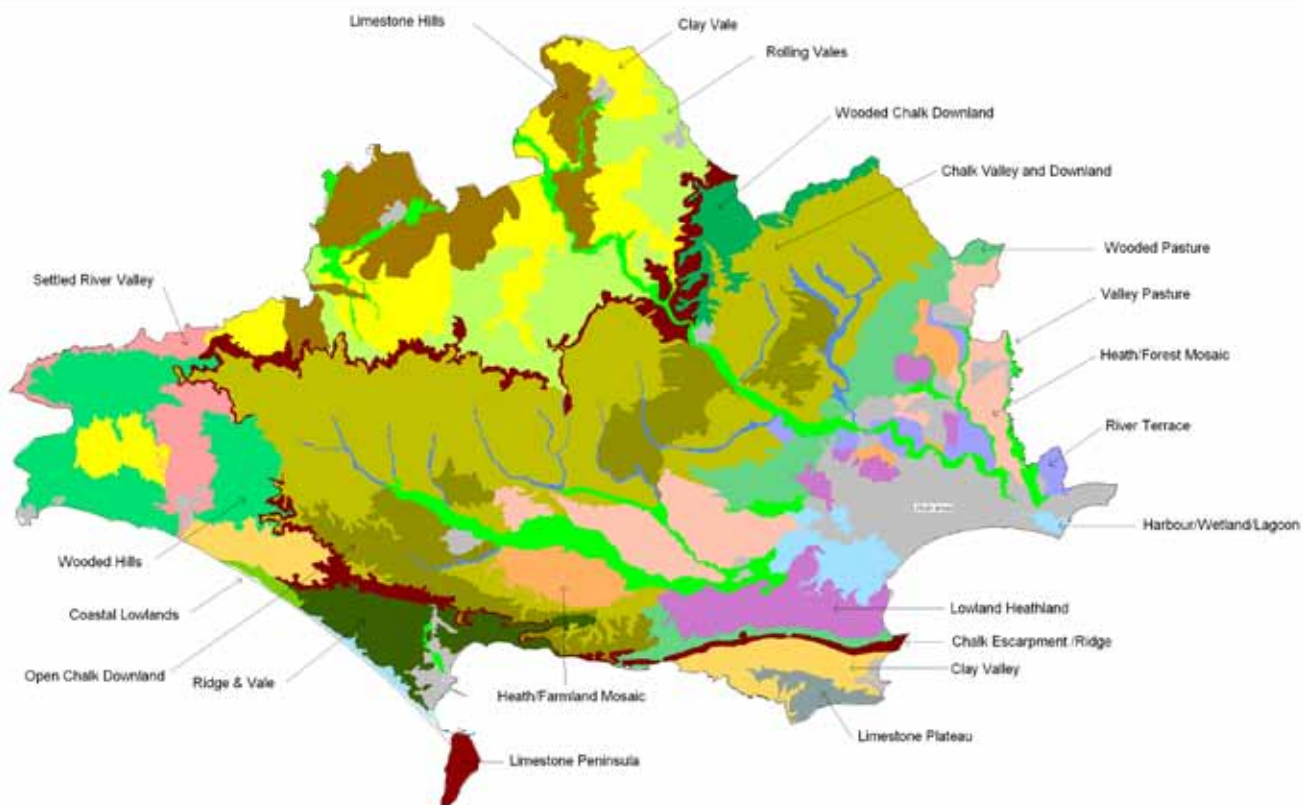 Limestone Hills
Clay Vale
Rolling Vales
Wooded Chalk Downland
Chalk Valley and Downland
Wooded Pasture
Settled River Valley
Valley Pasture
Heath/Forest Mosaic
River Terrace
Harbour/Wetland/Lagoon
Wooded Hills
Coastal Lowlands
Lowland Heathland
Chalk Escarpment /Ridge
Open Chalk Downland
Ridge & Vale
Heath/Farmland Mosaic
Clay Valley
Limestone Plateau
Limestone Peninsula